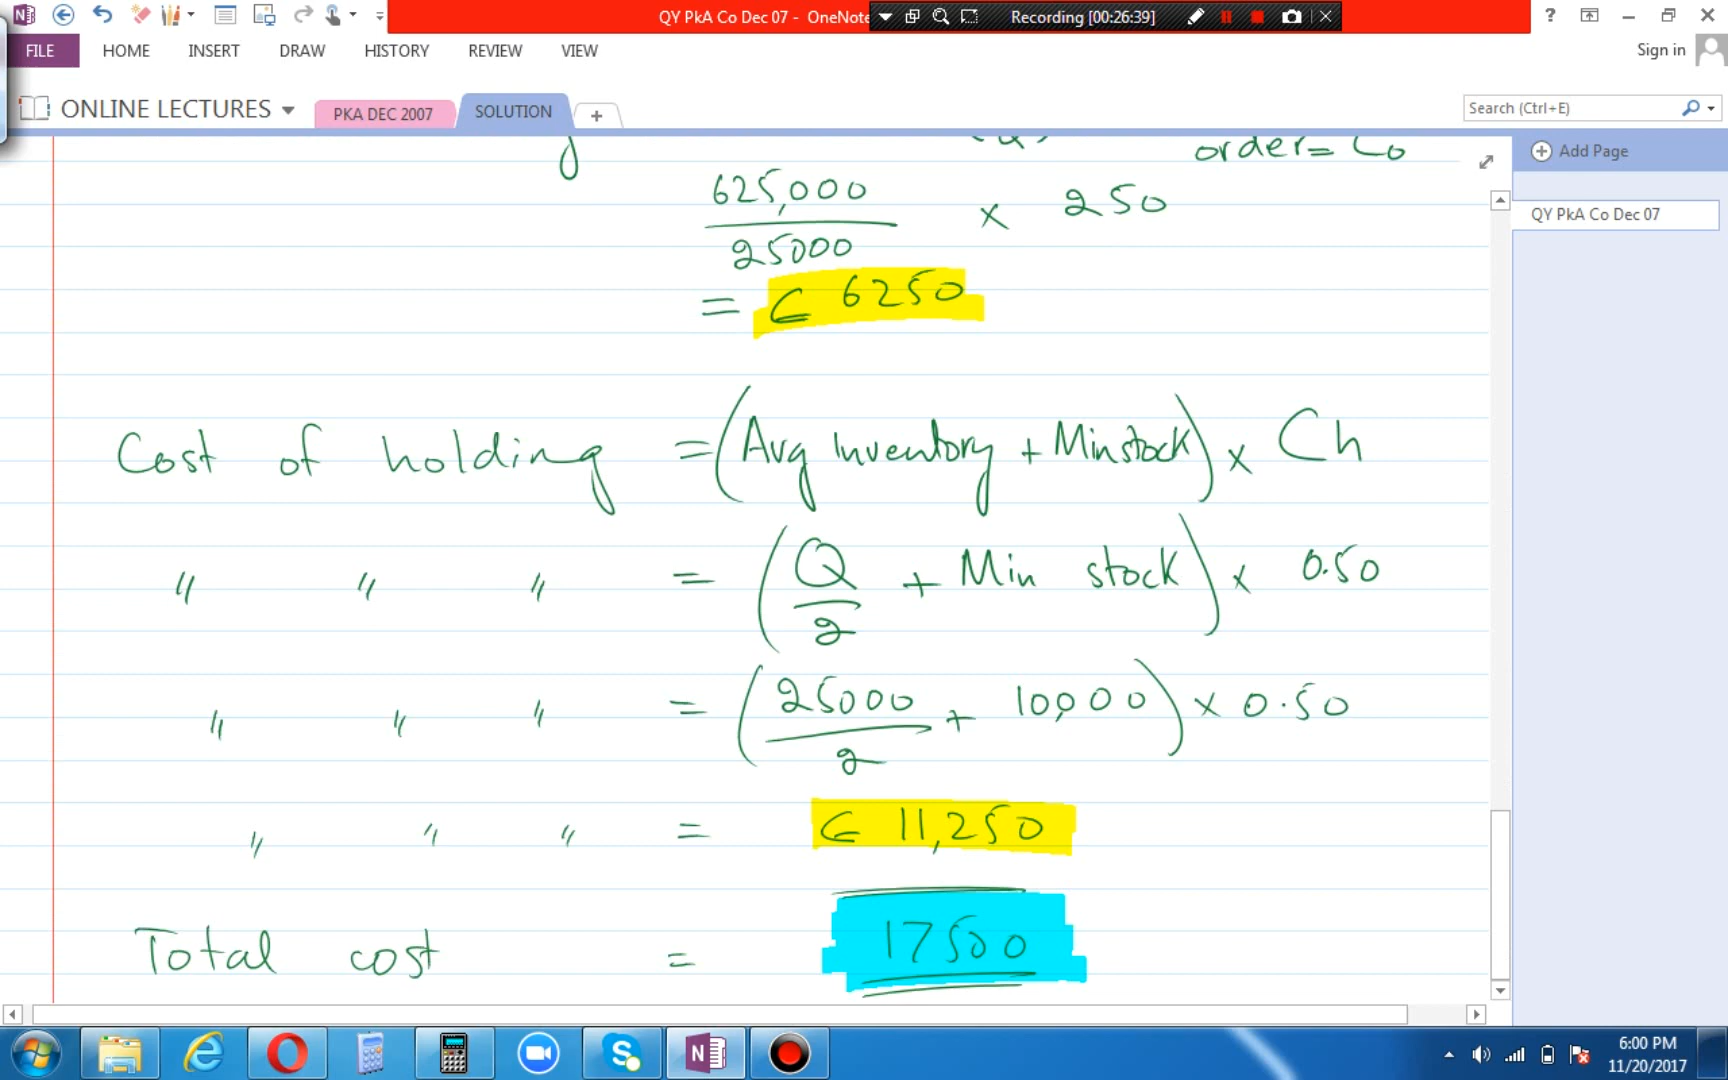 QY PkA Co Dec 07 - OneNote
Recording [00:26:39]
FILE HOME INSERT DRAW HISTORY REVIEW VIEW
Sign in
ONLINE LECTURES PKA DEC 2007 SOLUTION
Search (Ctrl+E)
Add Page
QY PkA Co Dec 07
order = Co
625,000
× 250
25000
= € 6250
Cost of holding = (Avg Inventory + Min stock) × Ch
" " " = (Q/2 + Min stock) × 0.50
" " " = (25000/2 + 10,000) × 0.50
" " " = € 11,250
Total cost = 17500
6:00 PM
11/20/2017